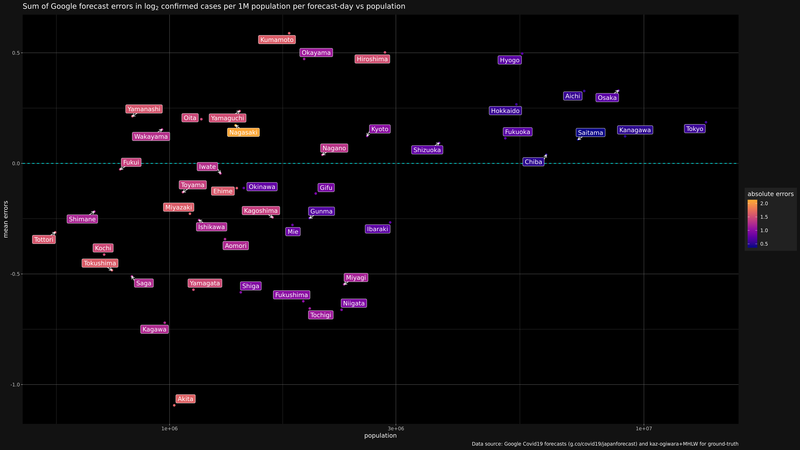 Sum of Google forecast errors in log2 confirmed cases per 1M population per forecast-day vs population
Kumamoto
Okayama
Hiroshima
Hyogo
0.5
Aichi
Osaka
Yamanashi
Hokkaido
Oita
Yamaguchi
Nagasaki
Wakayama
Kyoto
Fukuoka
Saitama
Kanagawa
Tokyo
Nagano
Shizuoka
Fukui
Iwate
Chiba
0.0
Toyama
Ehime
Okinawa
Gifu
absolute errors
2.0
1.5
1.0
0.5
Miyazaki
Kagoshima
Gunma
Shimane
Ishikawa
Mie
Ibaraki
Tottori
Kochi
Aomori
Tokushima
mean errors
-0.5
Saga
Yamagata
Shiga
Miyagi
Fukushima
Niigata
Tochigi
Kagawa
-1.0
Akita
1e+06
3e+06
1e+07
population
Data source: Google Covid19 forecasts (g.co/covid19/japanforecast) and kaz-ogiwara+MHLW for ground-truth